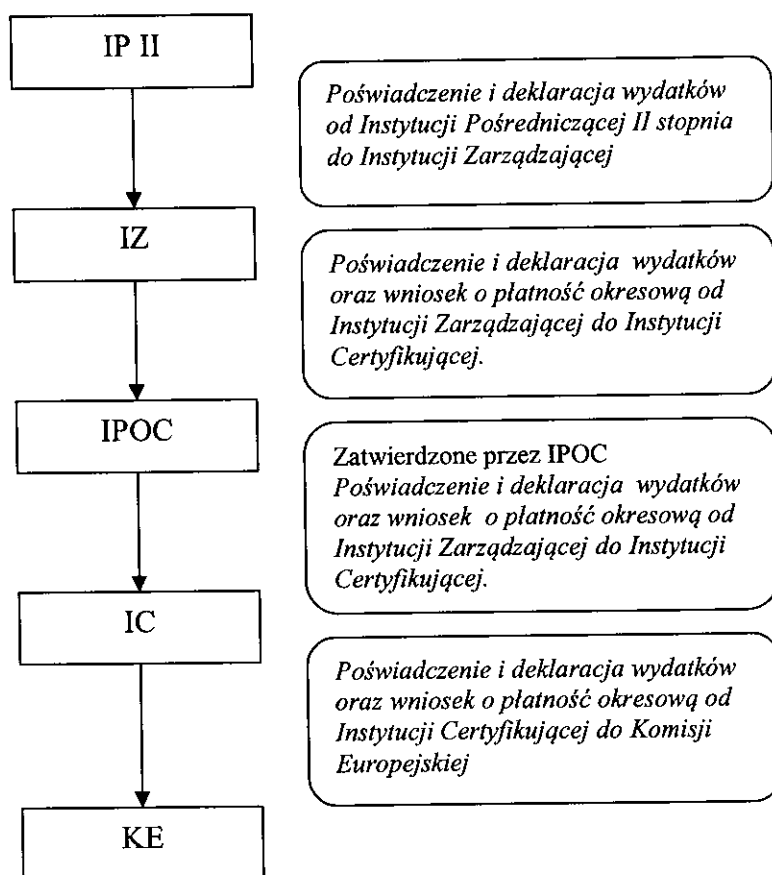 IP II
Poświadczenie i deklaracja wydatków
od Instytucji Pośredniczącej II stopnia
do Instytucji Zarządzającej
IZ
Poświadczenie i deklaracja wydatków
oraz wniosek o płatność okresową od
Instytucji Zarządzającej do Instytucji
Certyfikującej.
IPOC
Zatwierdzone przez IPOC
Poświadczenie i deklaracja wydatków
oraz wniosek o płatność okresową od
Instytucji Zarządzającej do Instytucji
Certyfikującej.
IC
Poświadczenie i deklaracja wydatków
oraz wniosek o płatność okresową od
Instytucji Certyfikującej do Komisji
Europejskiej
KE